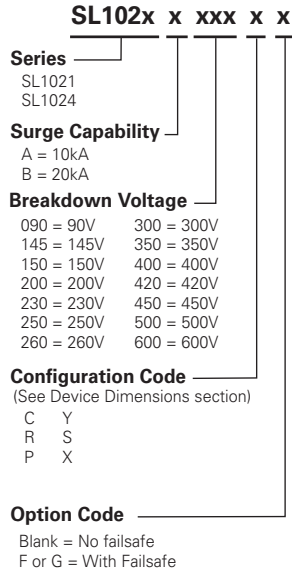 SL102x x xxx x x
Series
SL1021
SL1024
Surge Capability
A = 10kA
B = 20kA
Breakdown Voltage
090 = 90V 300 = 300V
145 = 145V 350 = 350V
150 = 150V 400 = 400V
200 = 200V 420 = 420V
230 = 230V 450 = 450V
250 = 250V 500 = 500V
260 = 260V 600 = 600V
Configuration Code
(See Device Dimensions section)
C Y
R S
P X
Option Code
Blank = No failsafe
F or G = With Failsafe